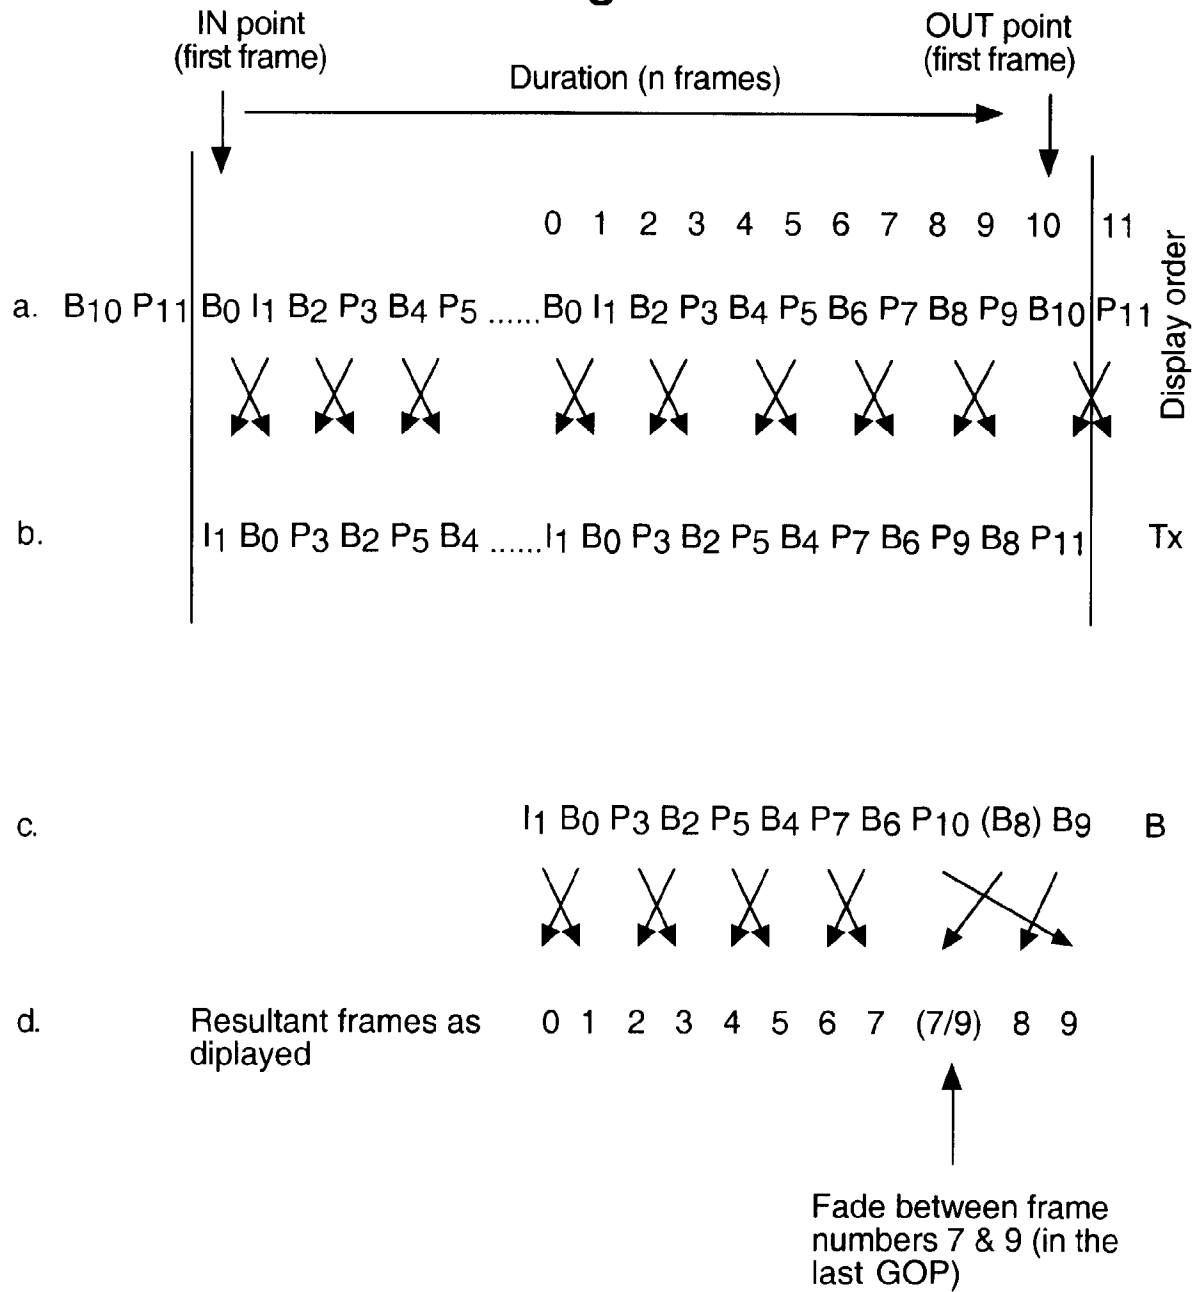 IN point
(first frame)
OUT point
(first frame)
Duration (n frames)
0 1 2 3 4 5 6 7 8 9 10 11
a. B10 P11 B0 I1 B2 P3 B4 P5 ......B0 I1 B2 P3 B4 P5 B6 P7 B8 P9 B10 P11
Display order
b. I1 B0 P3 B2 P5 B4 ......I1 B0 P3 B2 P5 B4 P7 B6 P9 B8 P11 Tx
c. I1 B0 P3 B2 P5 B4 P7 B6 P10 (B8) B9 B
d. Resultant frames as
diplayed
0 1 2 3 4 5 6 7 (7/9) 8 9
Fade between frame
numbers 7 & 9 (in the
last GOP)